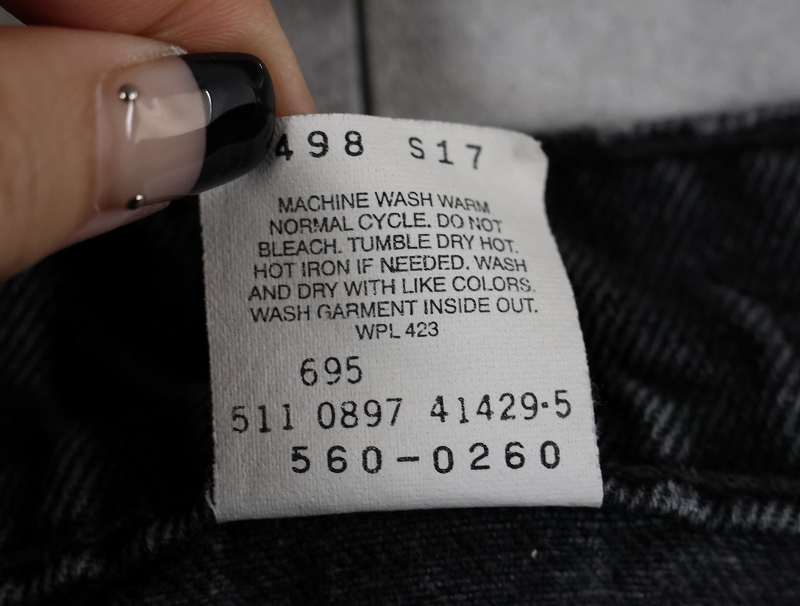 498 S17
MACHINE WASH WARM
NORMAL CYCLE. DO NOT
BLEACH. TUMBLE DRY HOT.
HOT IRON IF NEEDED. WASH
AND DRY WITH LIKE COLORS.
WASH GARMENT INSIDE OUT.
WPL 423
695
511 0897 41429-5
560-0260